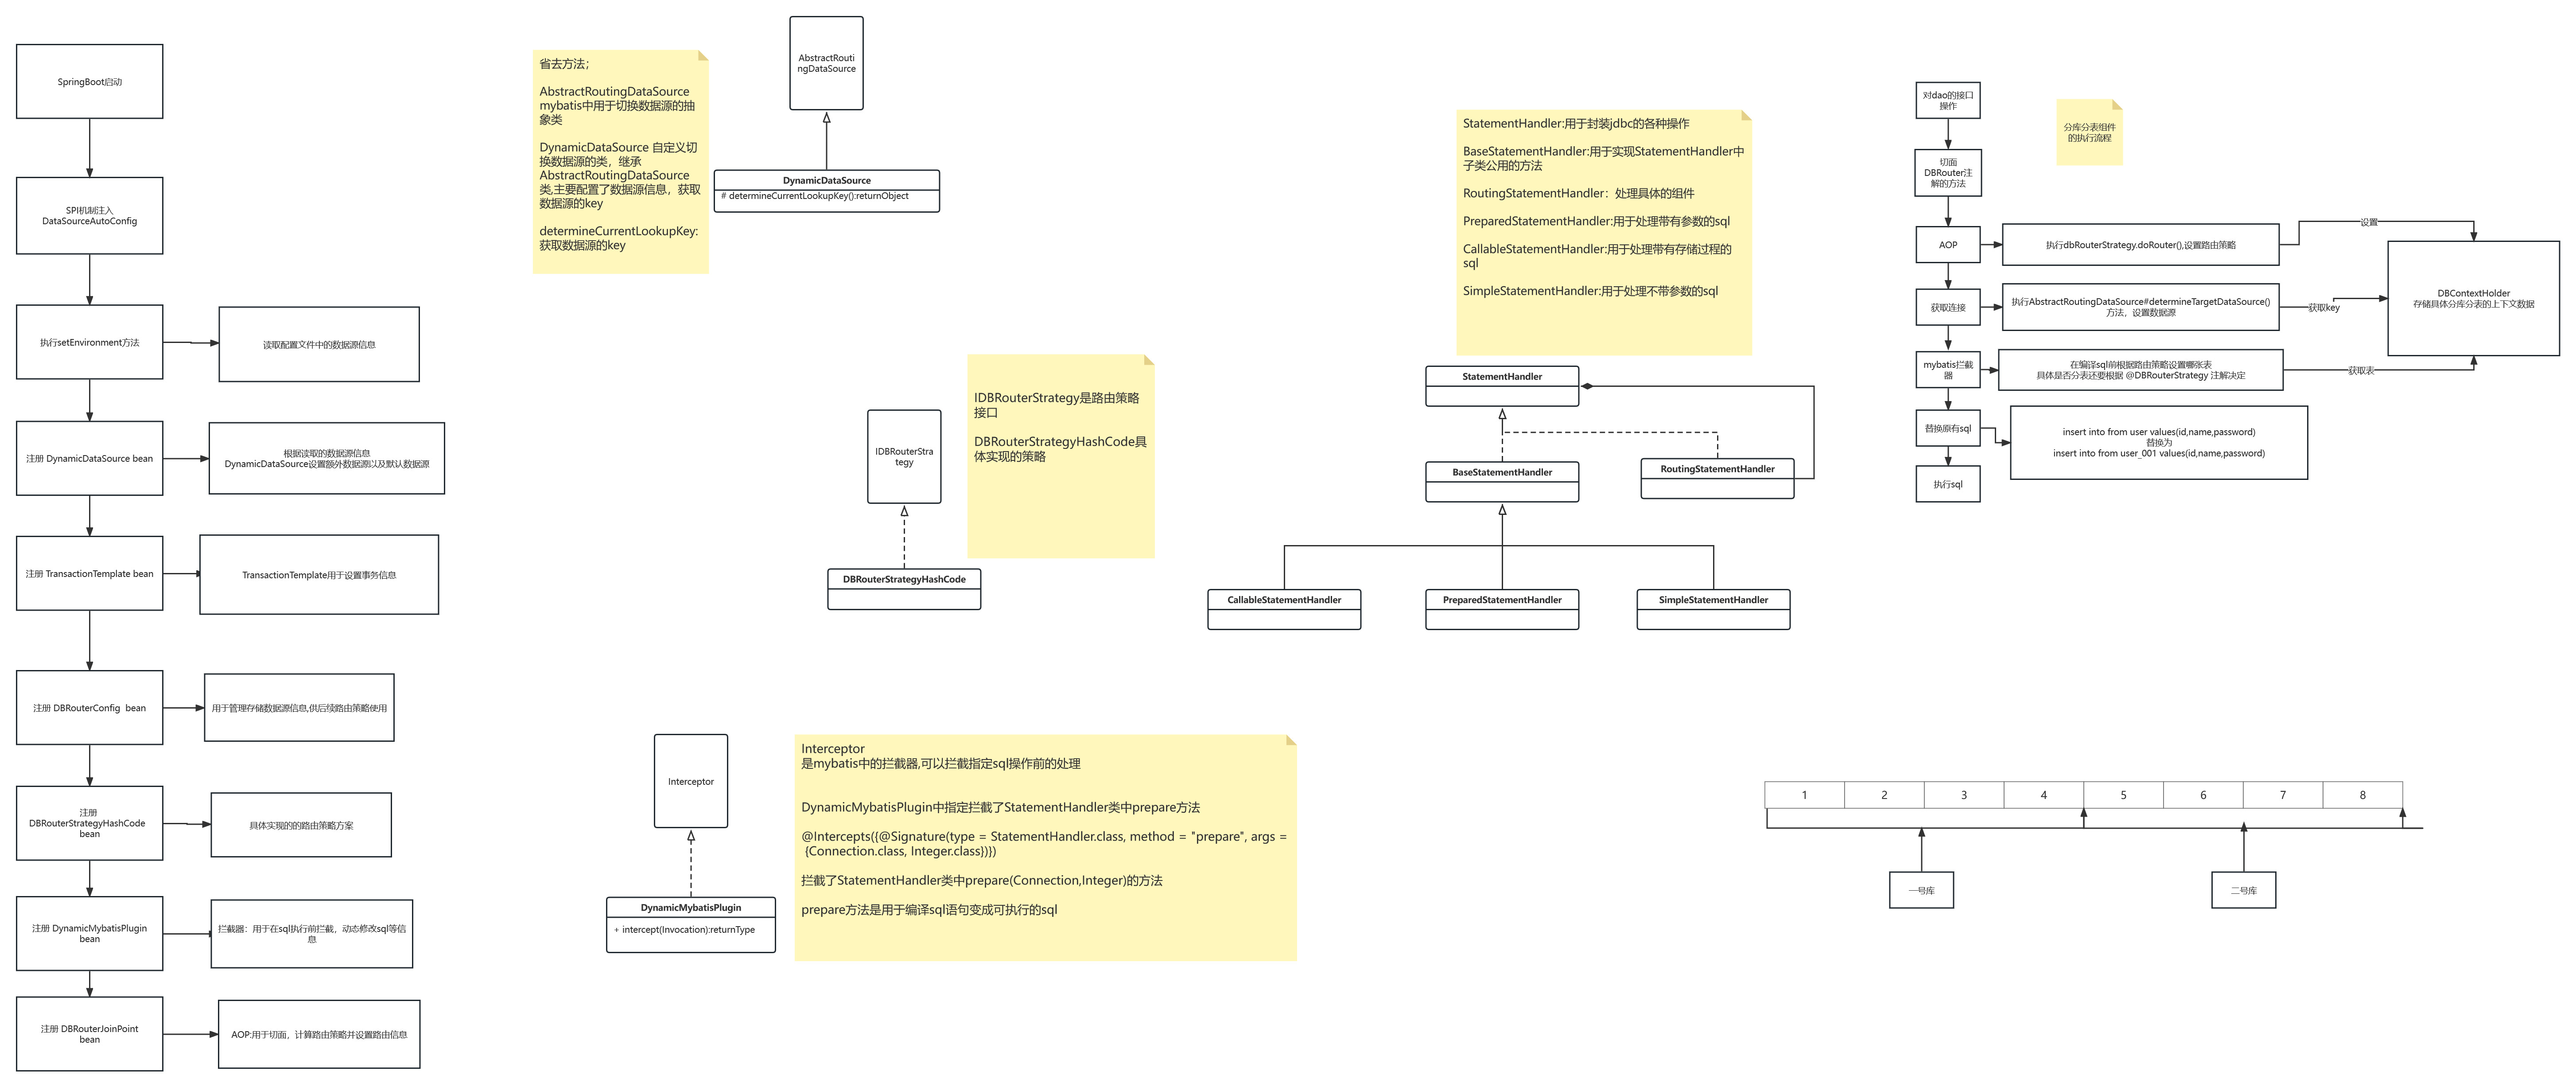 SpringBoot启动
SPI机制注入
DataSourceAutoConfig
执行setEnvironment方法
读取配置文件中的数据源信息
注册 DynamicDataSource bean
根据读取的数据源信息
DynamicDataSource设置额外数据源以及默认数据源
注册 TransactionTemplate bean
TransactionTemplate用于设置事务信息
注册 DBRouterConfig  bean
用于管理存储数据源信息,供后续路由策略使用
注册
DBRouterStrategyHashCode
bean
具体实现的的路由策略方案
注册 DynamicMybatisPlugin
bean
拦截器：用于在sql执行前拦截，动态修改sql等信
息
注册 DBRouterJoinPoint
bean
AOP:用于切面，计算路由策略并设置路由信息
省去方法；
AbstractRoutingDataSource
mybatis中用于切换数据源的抽
象类
DynamicDataSource 自定义切
换数据源的类，继承
AbstractRoutingDataSource
类,主要配置了数据源信息，获取
数据源的key
determineCurrentLookupKey:
获取数据源的key
AbstractRouti
ngDataSource
DynamicDataSource
# determineCurrentLookupKey():returnObject
IDBRouterStra
tegy
DBRouterStrategyHashCode
IDBRouterStrategy是路由策略
接口
DBRouterStrategyHashCode具
体实现的策略
Interceptor
DynamicMybatisPlugin
+ intercept(Invocation):returnType
Interceptor
是mybatis中的拦截器,可以拦截指定sql操作前的处理
DynamicMybatisPlugin中指定拦截了StatementHandler类中prepare方法
@Intercepts({@Signature(type = StatementHandler.class, method = "prepare", args =
{Connection.class, Integer.class})})
拦截了StatementHandler类中prepare(Connection,Integer)的方法
prepare方法是用于编译sql语句变成可执行的sql
StatementHandler:用于封装jdbc的各种操作
BaseStatementHandler:用于实现StatementHandler中
子类公用的方法
RoutingStatementHandler：处理具体的组件
PreparedStatementHandler:用于处理带有参数的sql
CallableStatementHandler:用于处理带有存储过程的
sql
SimpleStatementHandler:用于处理不带参数的sql
StatementHandler
BaseStatementHandler
RoutingStatementHandler
CallableStatementHandler
PreparedStatementHandler
SimpleStatementHandler
对dao的接口
操作
分库分表组件
的执行流程
切面
DBRouter注
解的方法
AOP
执行dbRouterStrategy.doRouter(),设置路由策略
设置
获取连接
执行AbstractRoutingDataSource#determineTargetDataSource()
方法，设置数据源
获取key
DBContextHolder
存储具体分库分表的上下文数据
mybatis拦截
器
在编译sql前根据路由策略设置哪张表
具体是否分表还要根据 @DBRouterStrategy 注解决定
获取表
替换原有sql
insert into from user values(id,name,password)
替换为
insert into from user_001 values(id,name,password)
执行sql
1 2 3 4 5 6 7 8
一号库
二号库